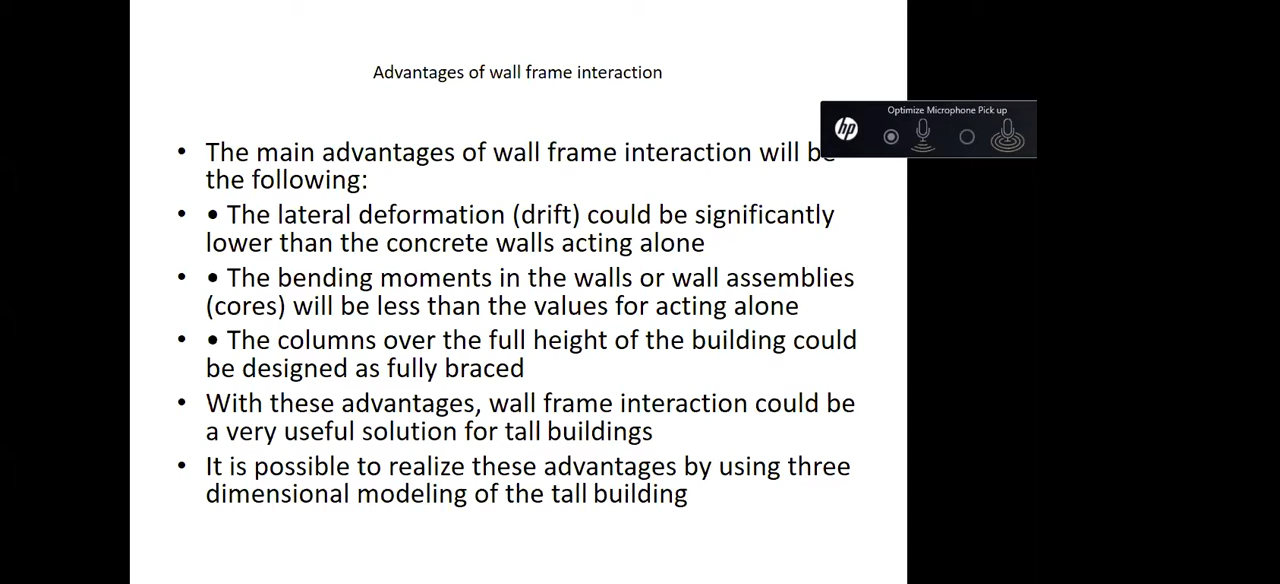 Advantages of wall frame interaction
Optimize Microphone Pick up
hp
• The main advantages of wall frame interaction will be
the following:
• • The lateral deformation (drift) could be significantly
lower than the concrete walls acting alone
• • The bending moments in the walls or wall assemblies
(cores) will be less than the values for acting alone
• • The columns over the full height of the building could
be designed as fully braced
• With these advantages, wall frame interaction could be
a very useful solution for tall buildings
• It is possible to realize these advantages by using three
dimensional modeling of the tall building